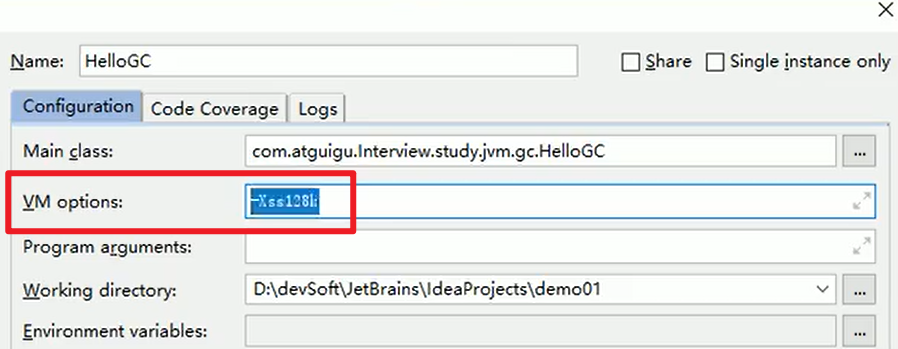 Name: HelloGC Share Single instance only
Configuration Code Coverage Logs
Main class: com.atguigu.Interview.study.jvm.gc.HelloGC ...
VM options: -Xss128k
Program arguments:
Working directory: D:\devSoft\JetBrains\IdeaProjects\demo01 ...
Environment variables: ...